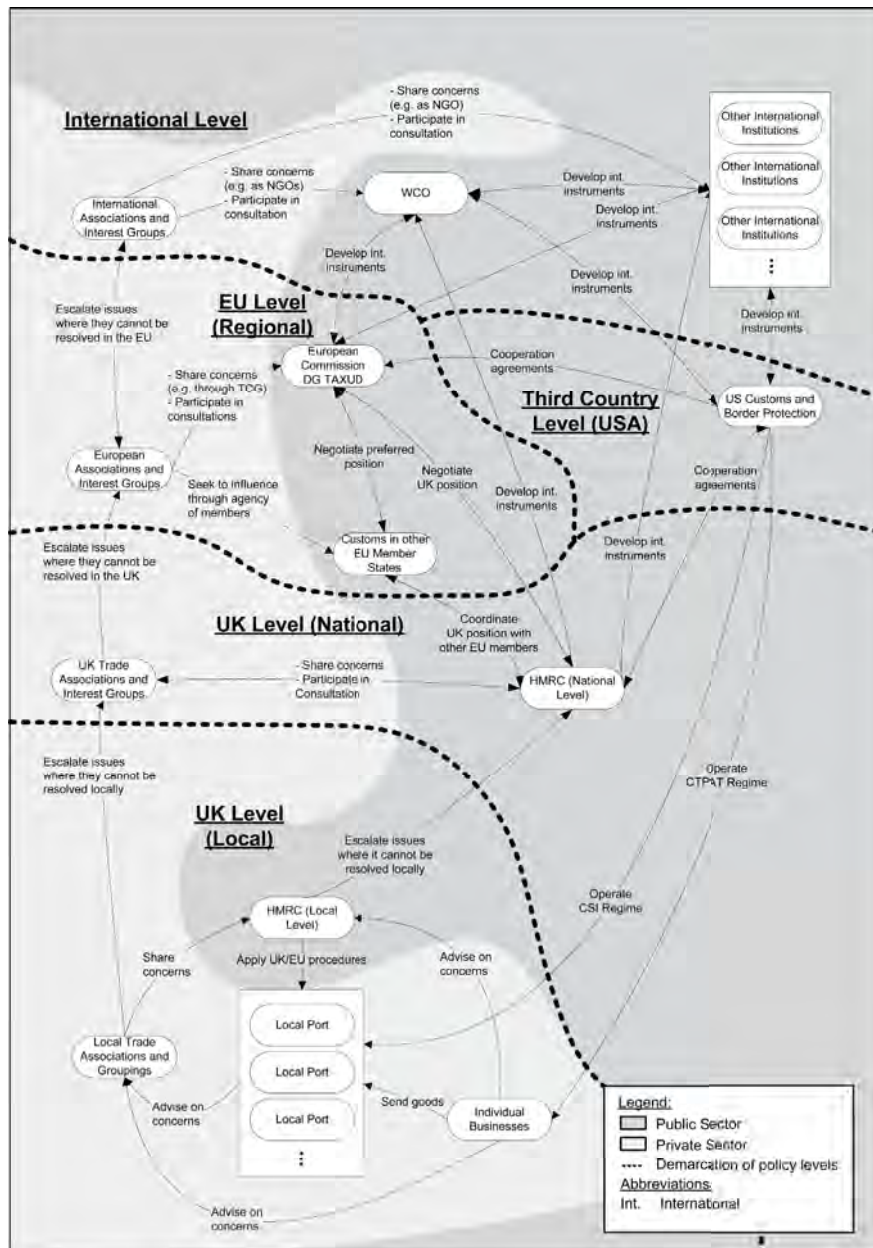 - Share concerns
(e.g. as NGO)
- Participate in
consultation
International Level
Other International
Institutions
Other International
Institutions
Other International
Institutions
- Share concerns
(e.g. as NGOs)
- Participate in
consultation
WCO
Develop int.
instruments
Develop int.
instruments
International
Associations and
Interest Groups
Develop int.
instruments
Develop int.
instruments
Develop int.
instruments
EU Level
(Regional)
Escalate issues
where they cannot be
resolved in the EU
European
Commission
DG TAXUD
Cooperation
agreements
- Share concerns
(e.g. through TCG)
- Participate in
consultations
Third Country
Level (USA)
US Customs and
Border Protection
Negotiate preferred
position
Negotiate
UK position
Cooperation
agreements
European
Associations and
Interest Groups
Seek to influence
through agency
of members
Develop int.
instruments
Customs in other
EU Member
States
Develop int.
instruments
Escalate issues
where they cannot be
resolved in the UK
UK Level (National)
Coordinate
UK position with
other EU members
UK Trade
Associations and
Interest Groups
- Share concerns
- Participate in
Consultation
HMRC (National
Level)
Escalate issues
where they cannot be
resolved locally
Operate
CTPAT Regime
UK Level
(Local)
Escalate issues
where it cannot be
resolved locally
Operate
CSI Regime
HMRC (Local
Level)
Share
concerns
Apply UK/EU procedures
Advise on
concerns
Local Port
Local Trade
Associations and
Groupings
Local Port
Advise on
concerns
Send goods
Local Port
Individual
Businesses
Advise on
concerns
Legend:
Public Sector
Private Sector
Demarcation of policy levels
Abbreviations
Int. International